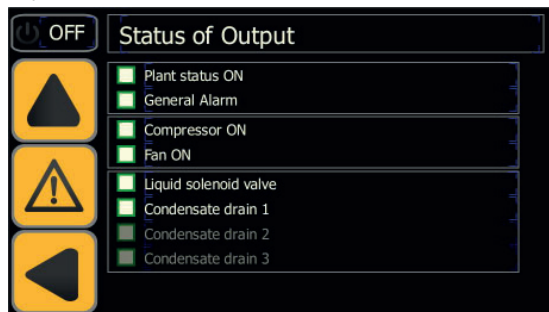 OFF
Status of Output
Plant status ON
General Alarm
Compressor ON
Fan ON
Liquid solenoid valve
Condensate drain 1
Condensate drain 2
Condensate drain 3